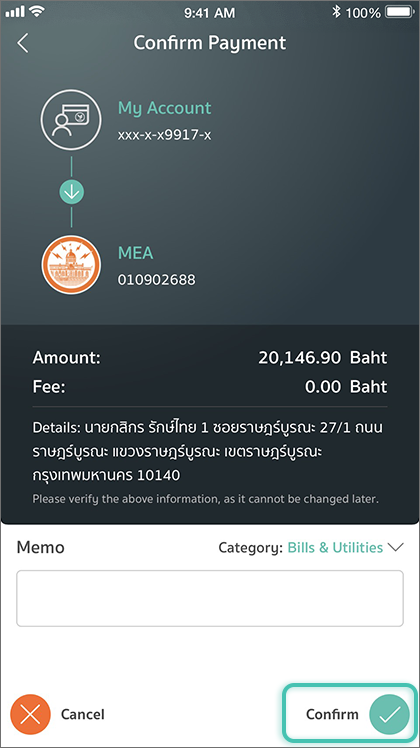 9:41 AM 100%
Confirm Payment
My Account
xxx-x-x9917-x
MEA
010902688
Amount: 20,146.90 Baht
Fee: 0.00 Baht
Details: นายกสิกร รักษ์ไทย 1 ซอยราษฎร์บูรณะ 27/1 ถนน
ราษฎร์บูรณะ แขวงราษฎร์บูรณะ เขตราษฎร์บูรณะ
กรุงเทพมหานคร 10140
Please verify the above information, as it cannot be changed later.
Memo Category: Bills & Utilities
Cancel Confirm